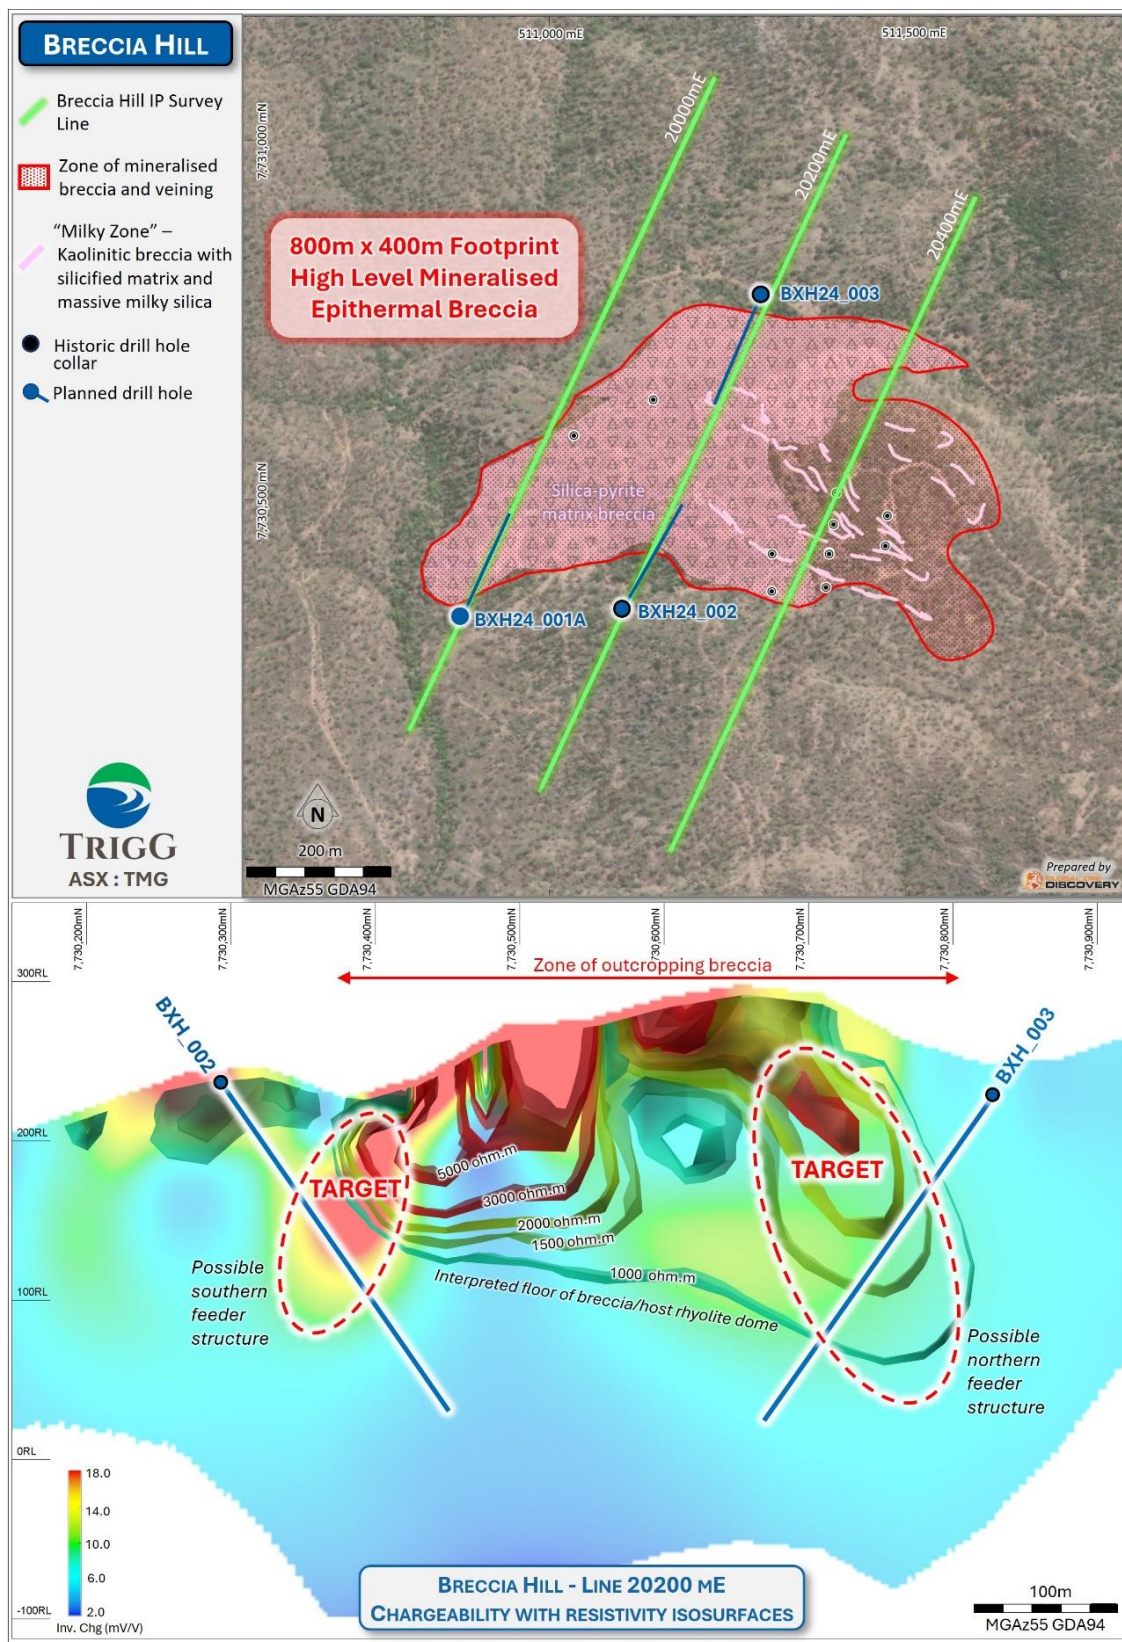 BRECCIA HILL
Breccia Hill IP Survey
Line
Zone of mineralised
breccia and veining
“Milky Zone” –
Kaolinitic breccia with
silicified matrix and
massive milky silica
Historic drill hole
collar
Planned drill hole
TRIGG
ASX : TMG
511,000 mE
511,500 mE
7,731,000 mN
7,730,500 mN
20000mE
20200mE
20400mE
800m x 400m Footprint
High Level Mineralised
Epithermal Breccia
BXH24_003
Silica-pyrite
matrix breccia
BXH24_001A
BXH24_002
N
200 m
MGAz55 GDA94
Prepared by
GLOBAL ORE
DISCOVERY
7,730,200mN
7,730,300mN
7,730,400mN
7,730,500mN
7,730,600mN
7,730,700mN
7,730,800mN
7,730,900mN
Zone of outcropping breccia
300RL
200RL
100RL
0RL
-100RL
BXH_002
BXH_003
TARGET
TARGET
5000 ohm.m
3000 ohm.m
2000 ohm.m
1500 ohm.m
1000 ohm.m
Interpreted floor of breccia/host rhyolite dome
Possible
southern
feeder
structure
Possible
northern
feeder
structure
18.0
14.0
10.0
6.0
2.0
Inv. Chg (mV/V)
BRECCIA HILL - LINE 20200 ME
CHARGEABILITY WITH RESISTIVITY ISOSURFACES
100m
MGAz55 GDA94